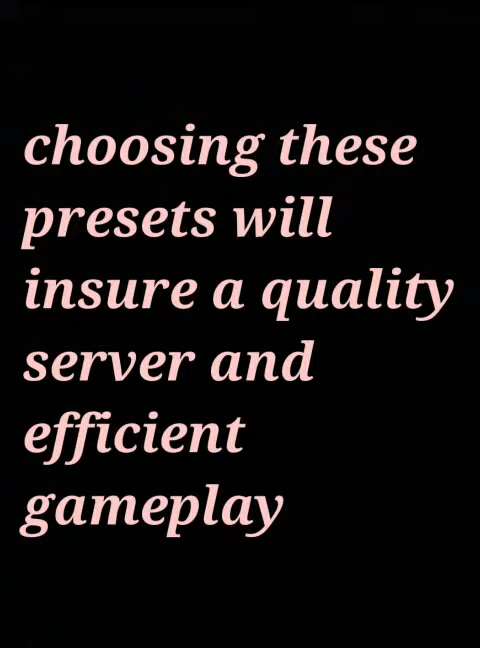 choosing these
presets will
insure a quality
server and
efficient
gameplay